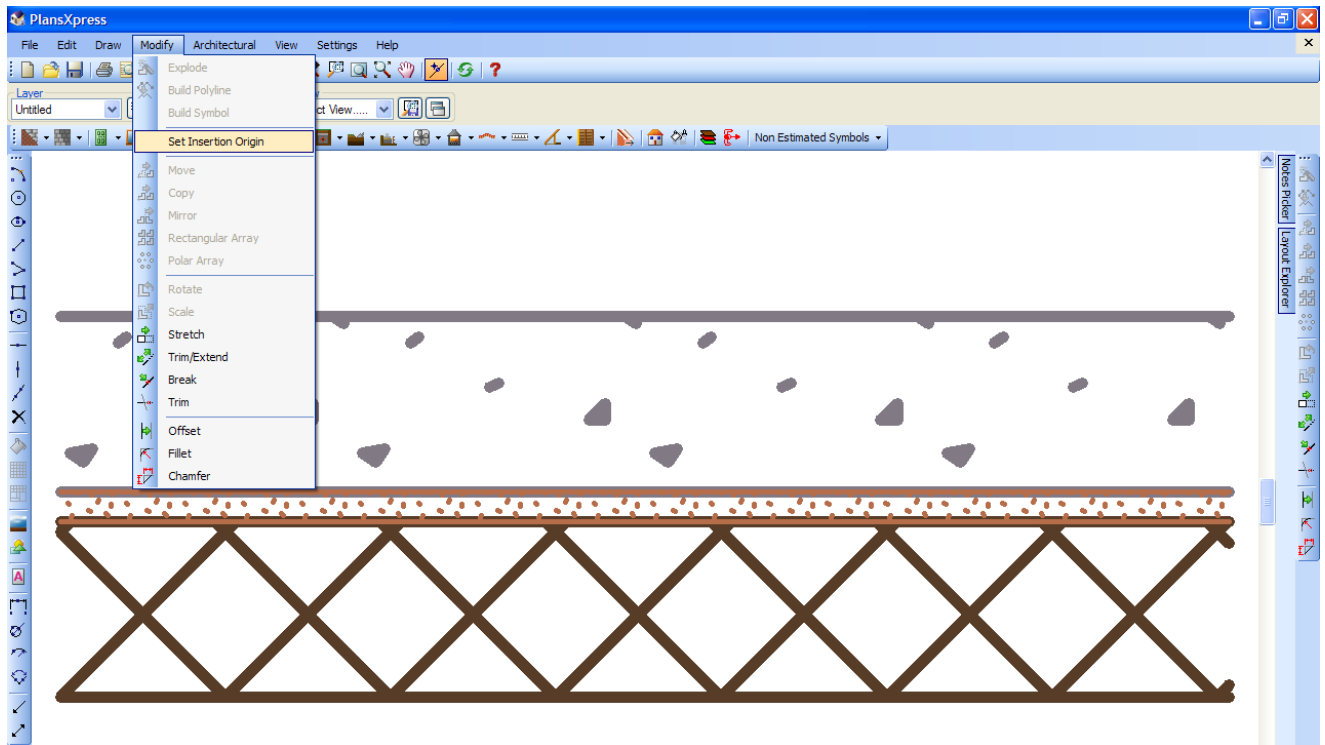 PlansXpress
File Edit Draw Modify Architectural View Settings Help
Explode
Layer
Build Polyline
Untitled
ct View.....
Build Symbol
Set Insertion Origin
Non Estimated Symbols
Move
Copy
Mirror
Rectangular Array
Polar Array
Rotate
Scale
Stretch
Trim/Extend
Break
Trim
Offset
Fillet
Chamfer
Notes Picker
Layout Explorer
A